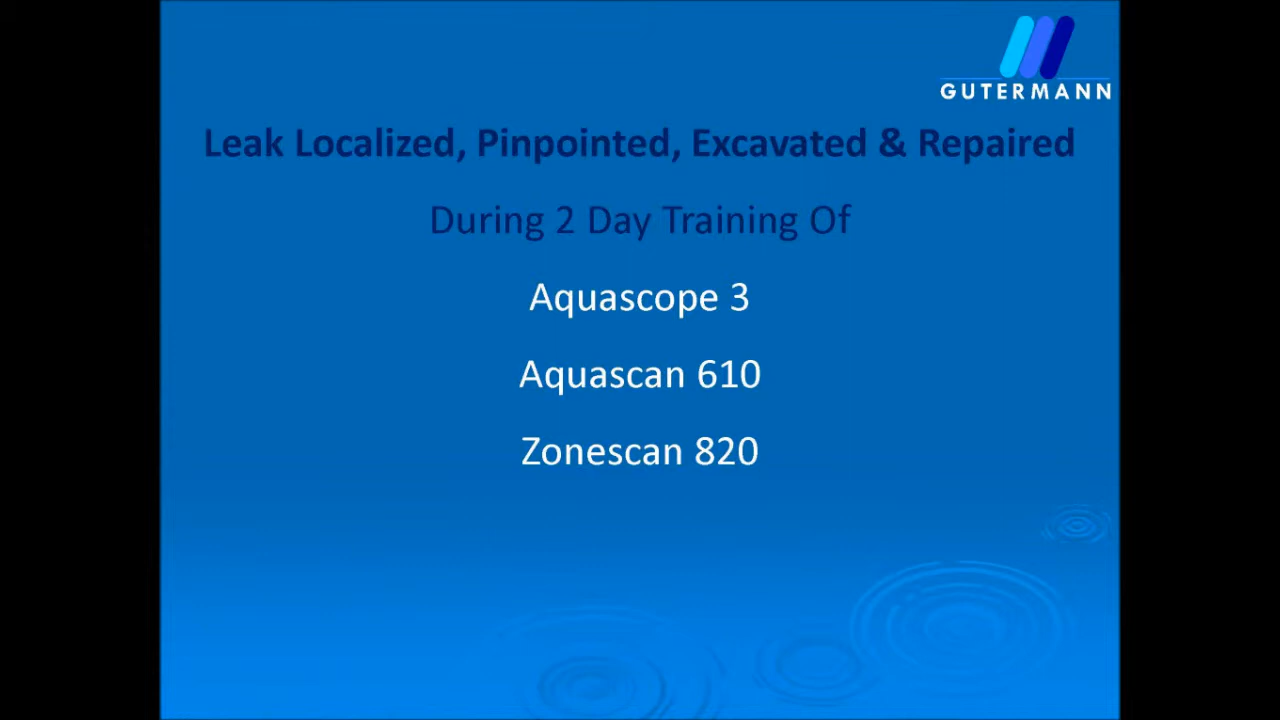 GUTERMANN
Leak Localized, Pinpointed, Excavated & Repaired
During 2 Day Training Of
Aquascope 3
Aquascan 610
Zonescan 820